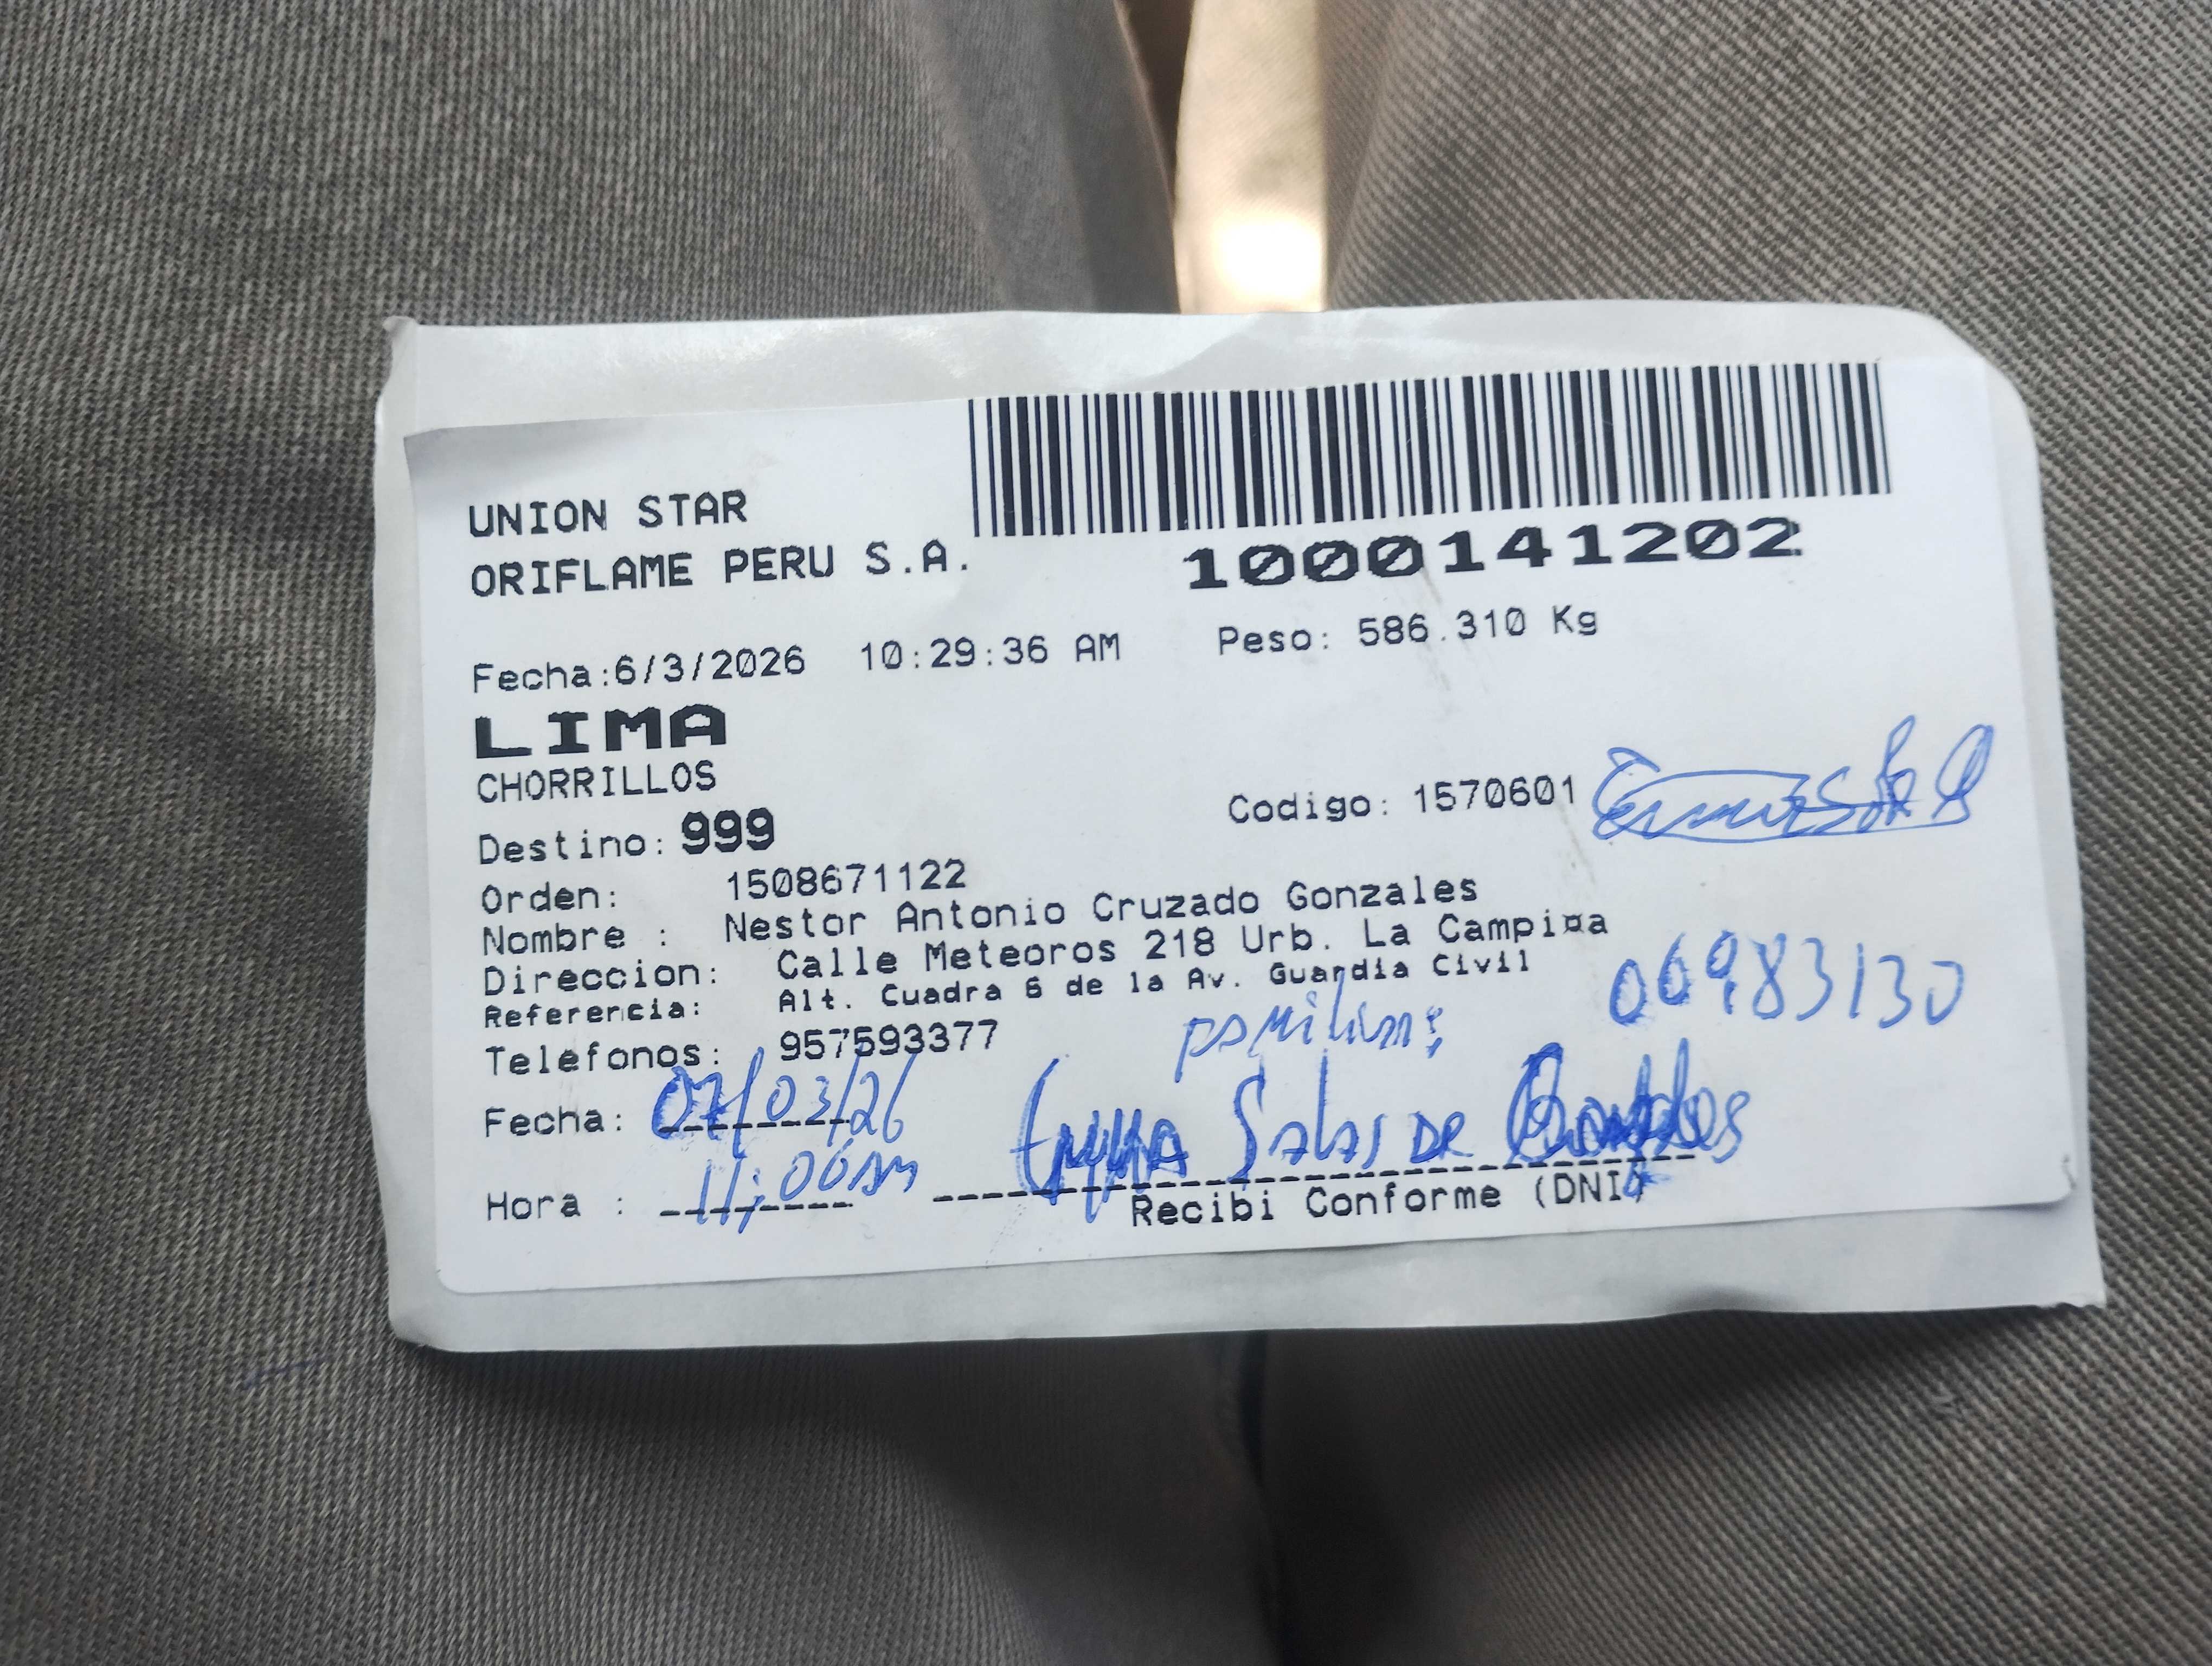 UNION STAR
ORIFLAME PERU S.A.
1000141202
Fecha:6/3/2026 10:29:36 AM Peso: 586.310 Kg
LIMA
CHORRILLOS
Destino: 999 Codigo: 1570601
Orden: 1508671122
Nombre : Nestor Antonio Cruzado Gonzales
Direccion: Calle Meteoros 218 Urb. La Campiña
Referencia: Alt. Cuadra 6 de la Av. Guardia Civil
Telefonos: 957593377
06983130
Fecha: 07/03/26
Salas DE
Hora : 11:00am
Recibi Conforme (DNI)